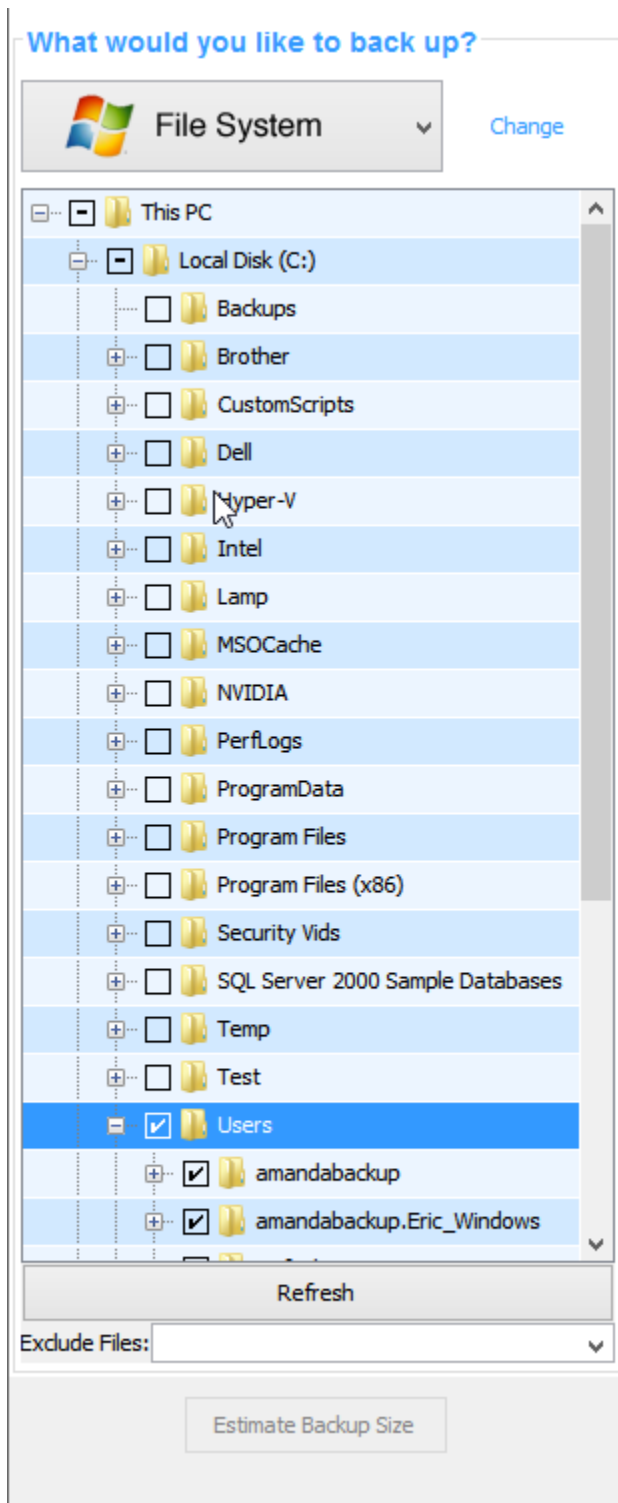 What would you like to back up?
File System
Change
This PC
Local Disk (C:)
Backups
Brother
CustomScripts
Dell
Hyper-V
Intel
Lamp
MSOCache
NVIDIA
PerfLogs
ProgramData
Program Files
Program Files (x86)
Security Vids
SQL Server 2000 Sample Databases
Temp
Test
Users
amandabackup
amandabackup.Eric_Windows
Refresh
Exclude Files:
Estimate Backup Size